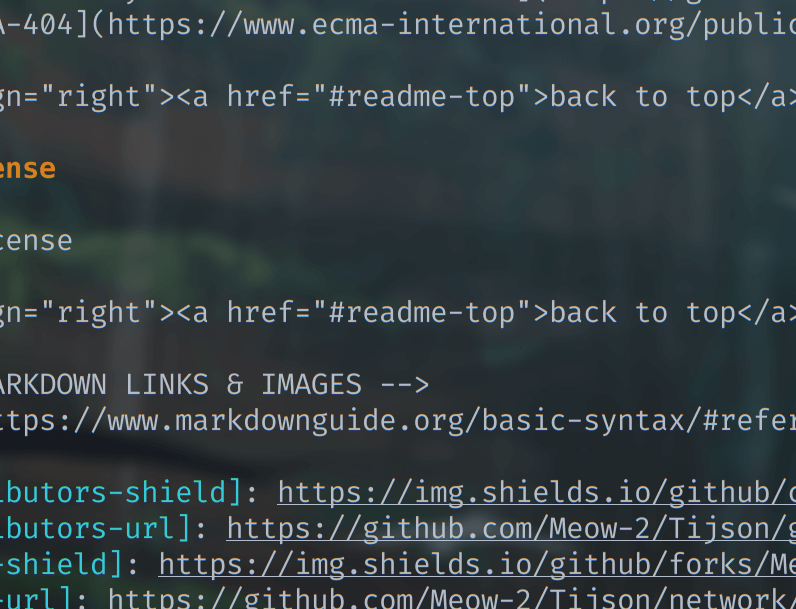 A-404](https://www.ecma-international.org/public
gn="right"><a href="#readme-top">back to top</a>
ense
cense
gn="right"><a href="#readme-top">back to top</a>
ARKDOWN LINKS & IMAGES -->
ttps://www.markdownguide.org/basic-syntax/#refer
ibutors-shield]: https://img.shields.io/github/c
ibutors-url]: https://github.com/Meow-2/Tijson/g
-shield]: https://img.shields.io/github/forks/Me
-url]: https://github.com/Meow-2/Tijson/network/